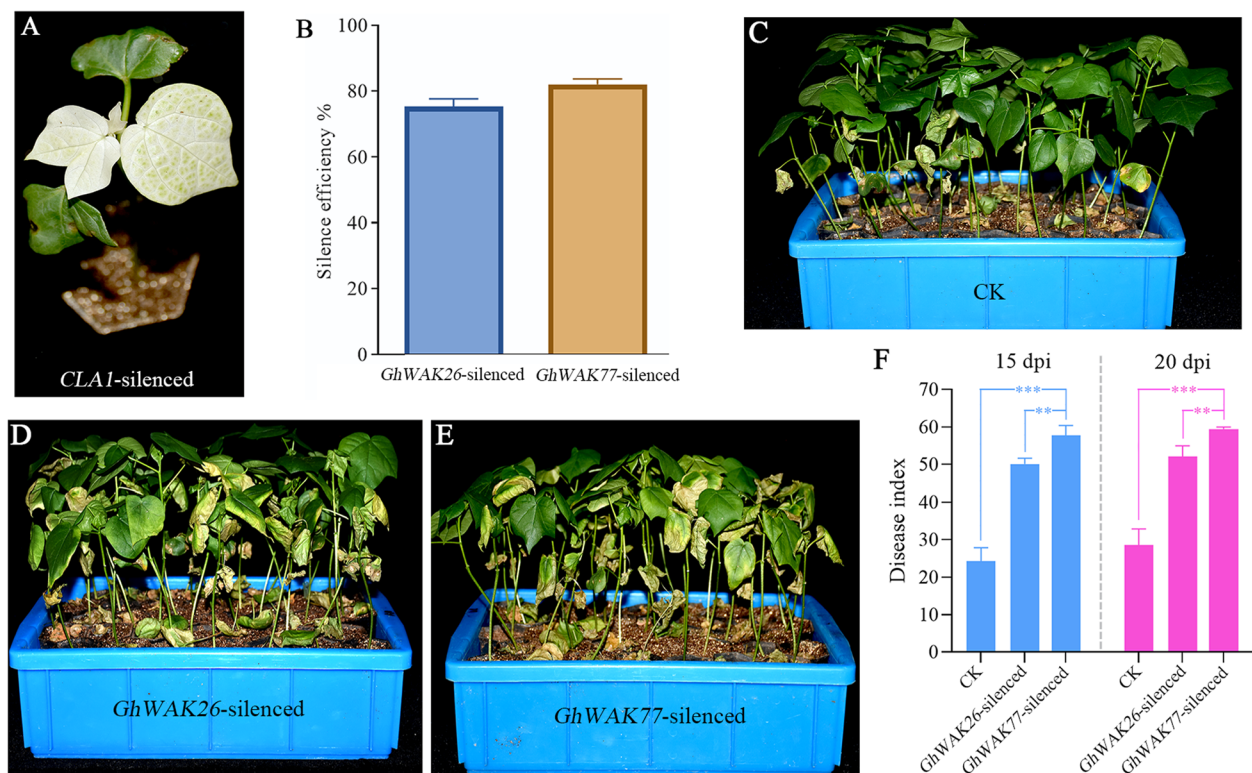 A
CLA1-silenced
B
Silence efficiency %
100
80
60
40
20
0
GhWAK26-silenced
GhWAK77-silenced
C
CK
D
GhWAK26-silenced
E
GhWAK77-silenced
F
15 dpi
20 dpi
Disease index
70
60
50
40
30
20
10
0
***
**
***
**
CK
GhWAK26-silenced
GhWAK77-silenced
CK
GhWAK26-silenced
GhWAK77-silenced